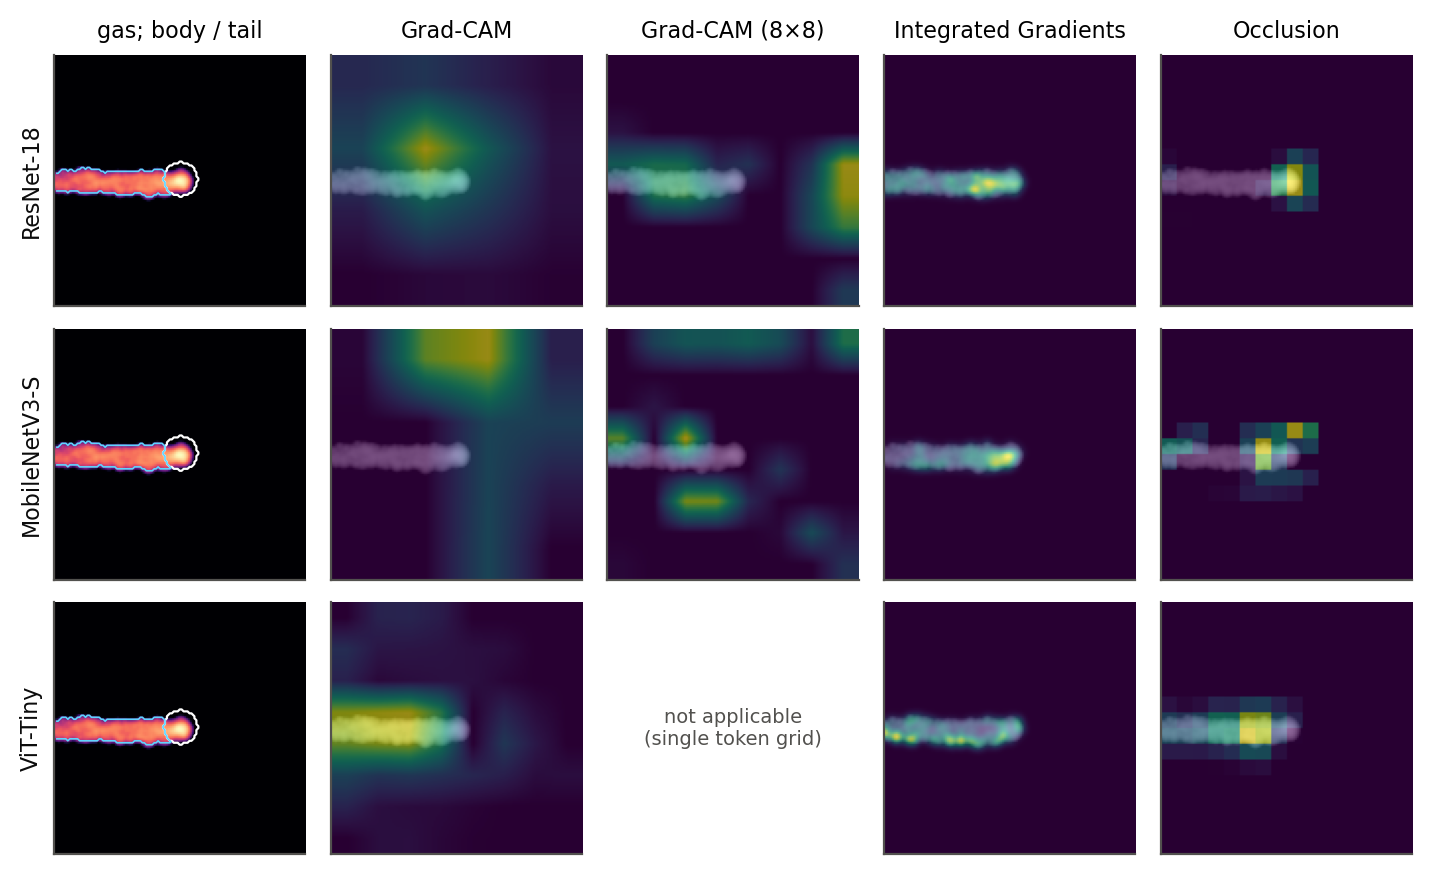 gas; body / tail
Grad-CAM
Grad-CAM (8×8)
Integrated Gradients
Occlusion
ResNet-18
MobileNetV3-S
ViT-Tiny
not applicable
(single token grid)